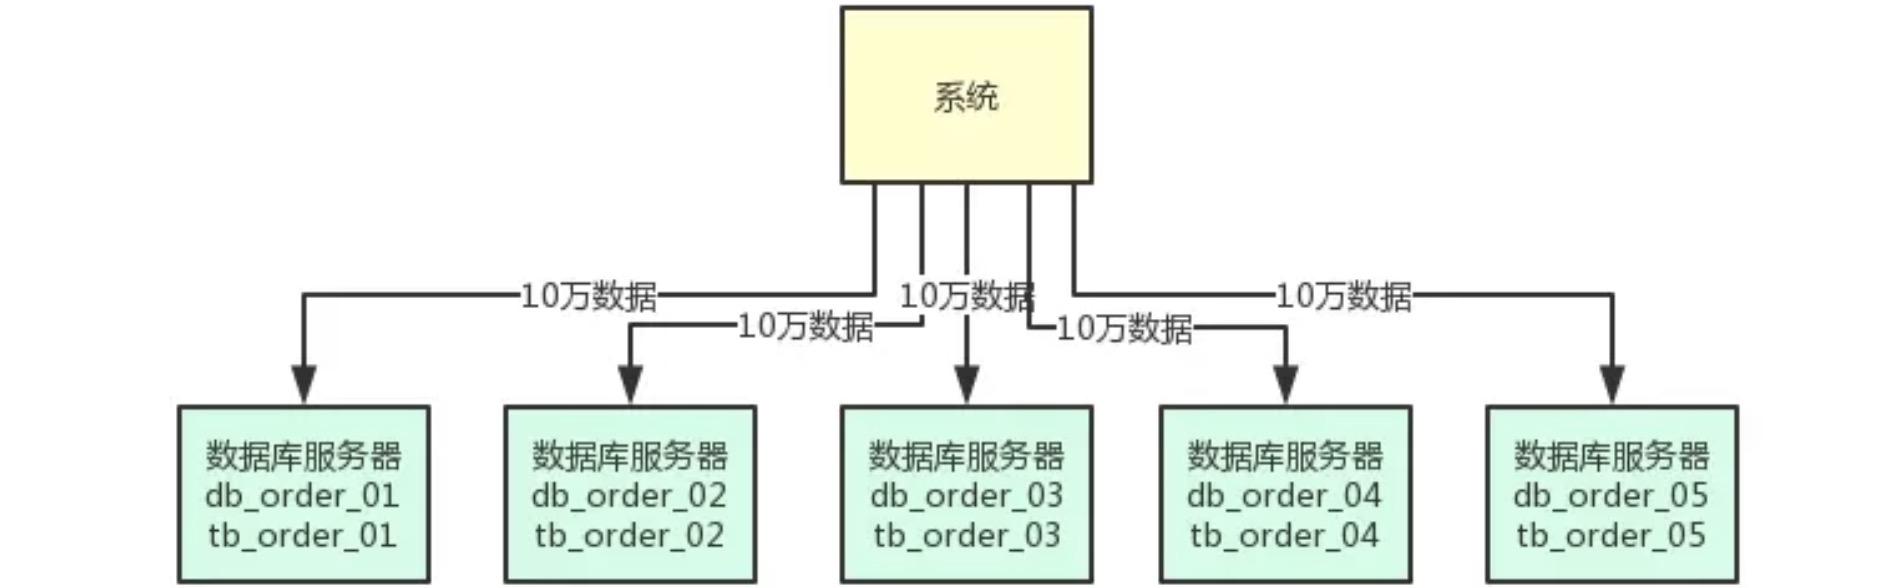 系统
10万数据
10万数据
10万数据
10万数据
10万数据
数据库服务器
db_order_01
tb_order_01
数据库服务器
db_order_02
tb_order_02
数据库服务器
db_order_03
tb_order_03
数据库服务器
db_order_04
tb_order_04
数据库服务器
db_order_05
tb_order_05